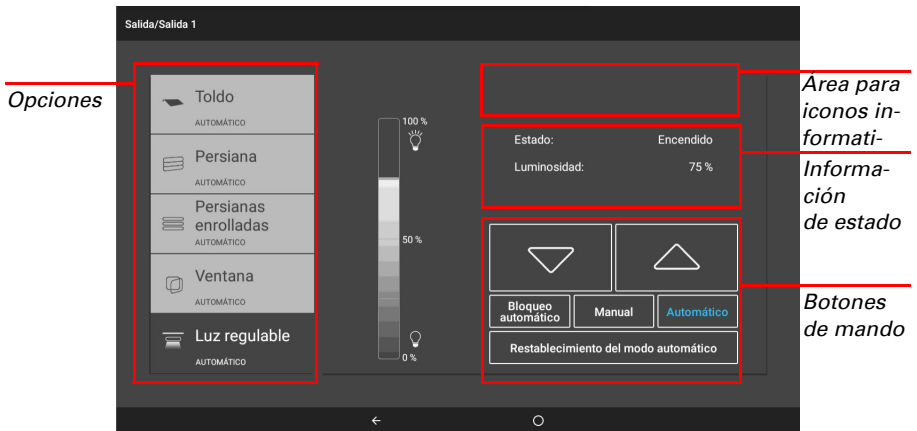 Salida/Salida 1
Opciones
Toldo
AUTOMÁTICO
Persiana
AUTOMÁTICO
Persianas
enrolladas
AUTOMÁTICO
Ventana
AUTOMÁTICO
Luz regulable
AUTOMÁTICO
100 %
50 %
0 %
Estado: Encendido
Luminosidad: 75 %
Bloqueo
automático
Manual
Automático
Restablecimiento del modo automático
Área para
iconos in-
formati-
Informa-
ción
de estado
Botones
de mando